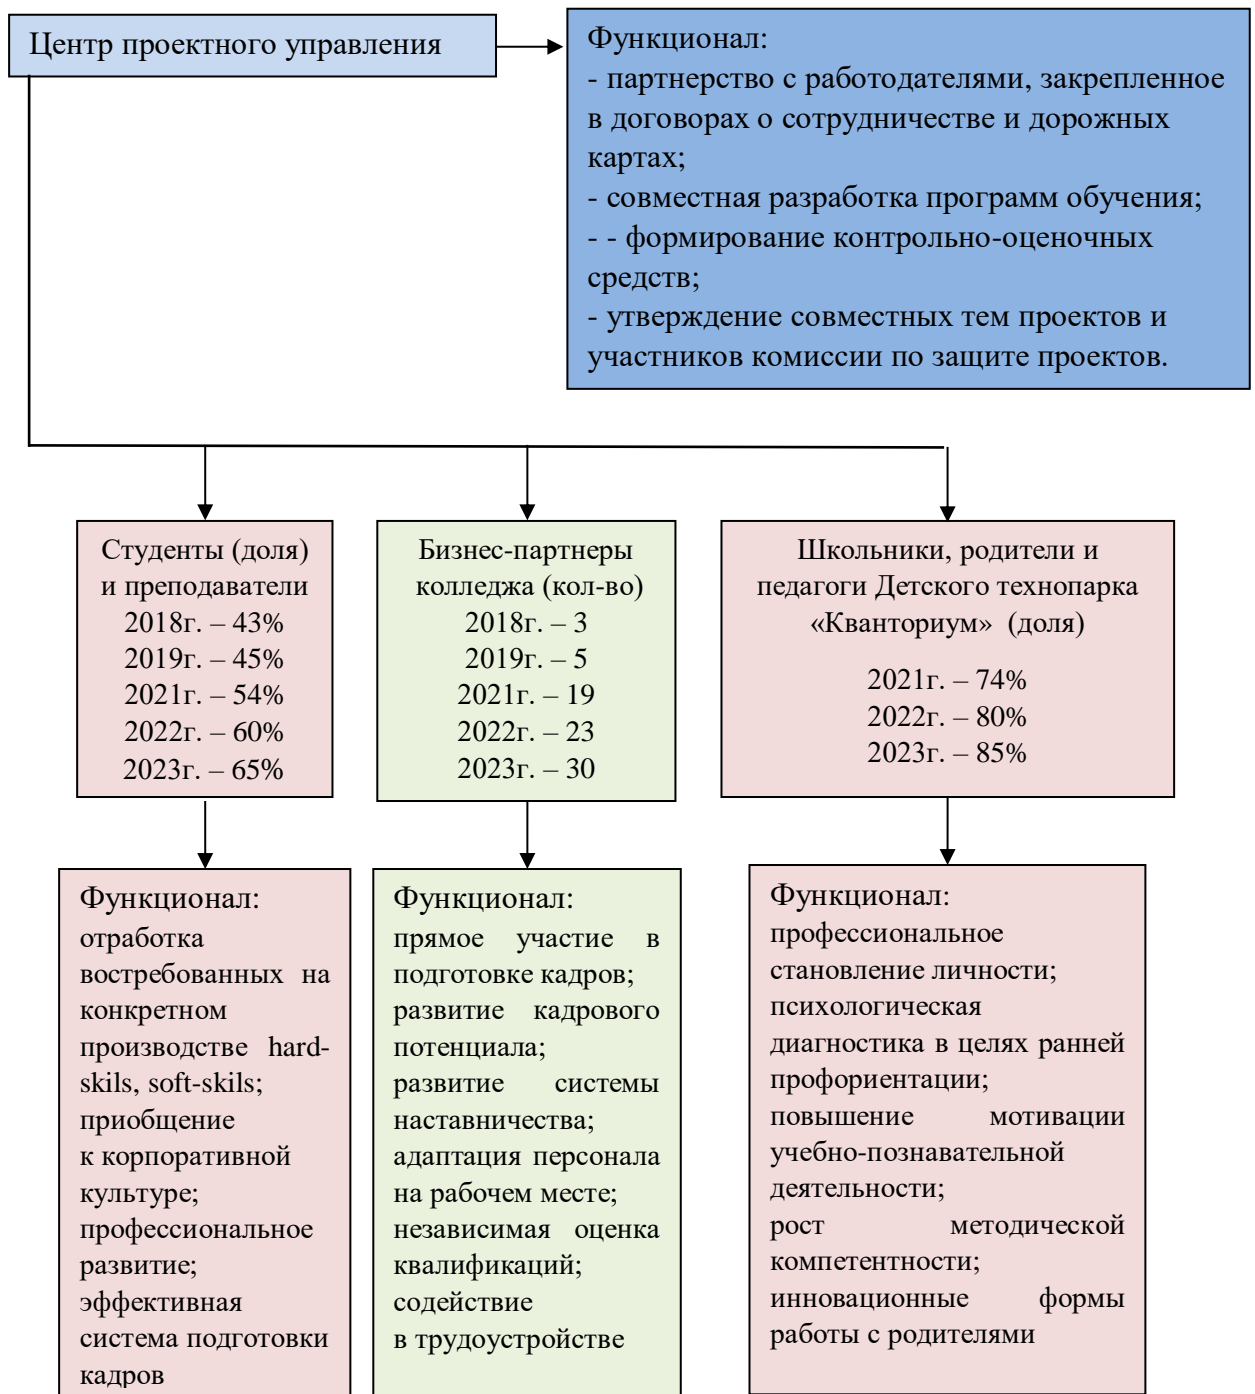 Центр проектного управления
Функционал:
- партнерство с работодателями, закрепленное
в договорах о сотрудничестве и дорожных
картах;
- совместная разработка программ обучения;
- - формирование контрольно-оценочных
средств;
- утверждение совместных тем проектов и
участников комиссии по защите проектов.
Студенты (доля)
и преподаватели
2018г. – 43%
2019г. – 45%
2021г. – 54%
2022г. – 60%
2023г. – 65%
Бизнес-партнеры
колледжа (кол-во)
2018г. – 3
2019г. – 5
2021г. – 19
2022г. – 23
2023г. – 30
Школьники, родители и
педагоги Детского технопарка
«Кванториум» (доля)
2021г. – 74%
2022г. – 80%
2023г. – 85%
Функционал:
отработка
востребованных на
конкретном
производстве hard-
skils, soft-skils;
приобщение
к корпоративной
культуре;
профессиональное
развитие;
эффективная
система подготовки
кадров
Функционал:
прямое участие в
подготовке кадров;
развитие кадрового
потенциала;
развитие системы
наставничества;
адаптация персонала
на рабочем месте;
независимая оценка
квалификаций;
содействие
в трудоустройстве
Функционал:
профессиональное
становление личности;
психологическая
диагностика в целях ранней
профориентации;
повышение мотивации
учебно-познавательной
деятельности;
рост методической
компетентности;
инновационные формы
работы с родителями